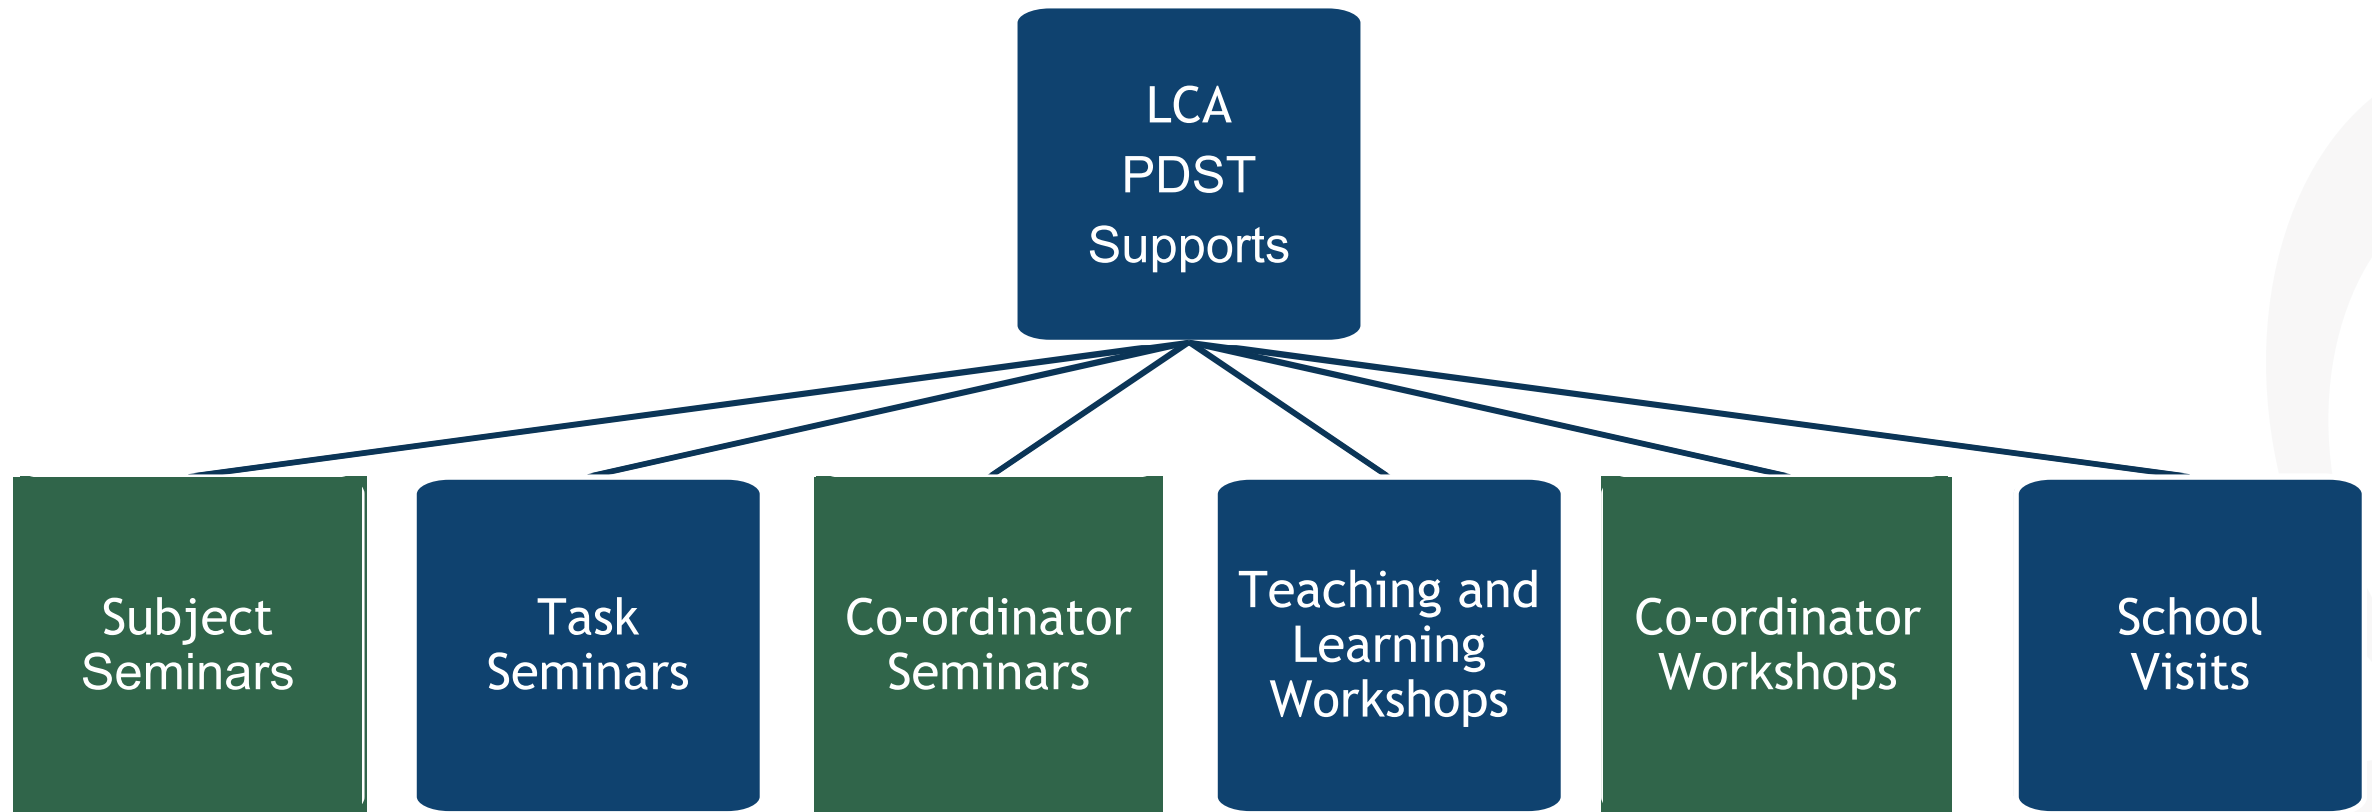 LCA
PDST
Supports
Subject
Seminars
Task
Seminars
Co-ordinator
Seminars
Teaching and
Learning
Workshops
Co-ordinator
Workshops
School
Visits